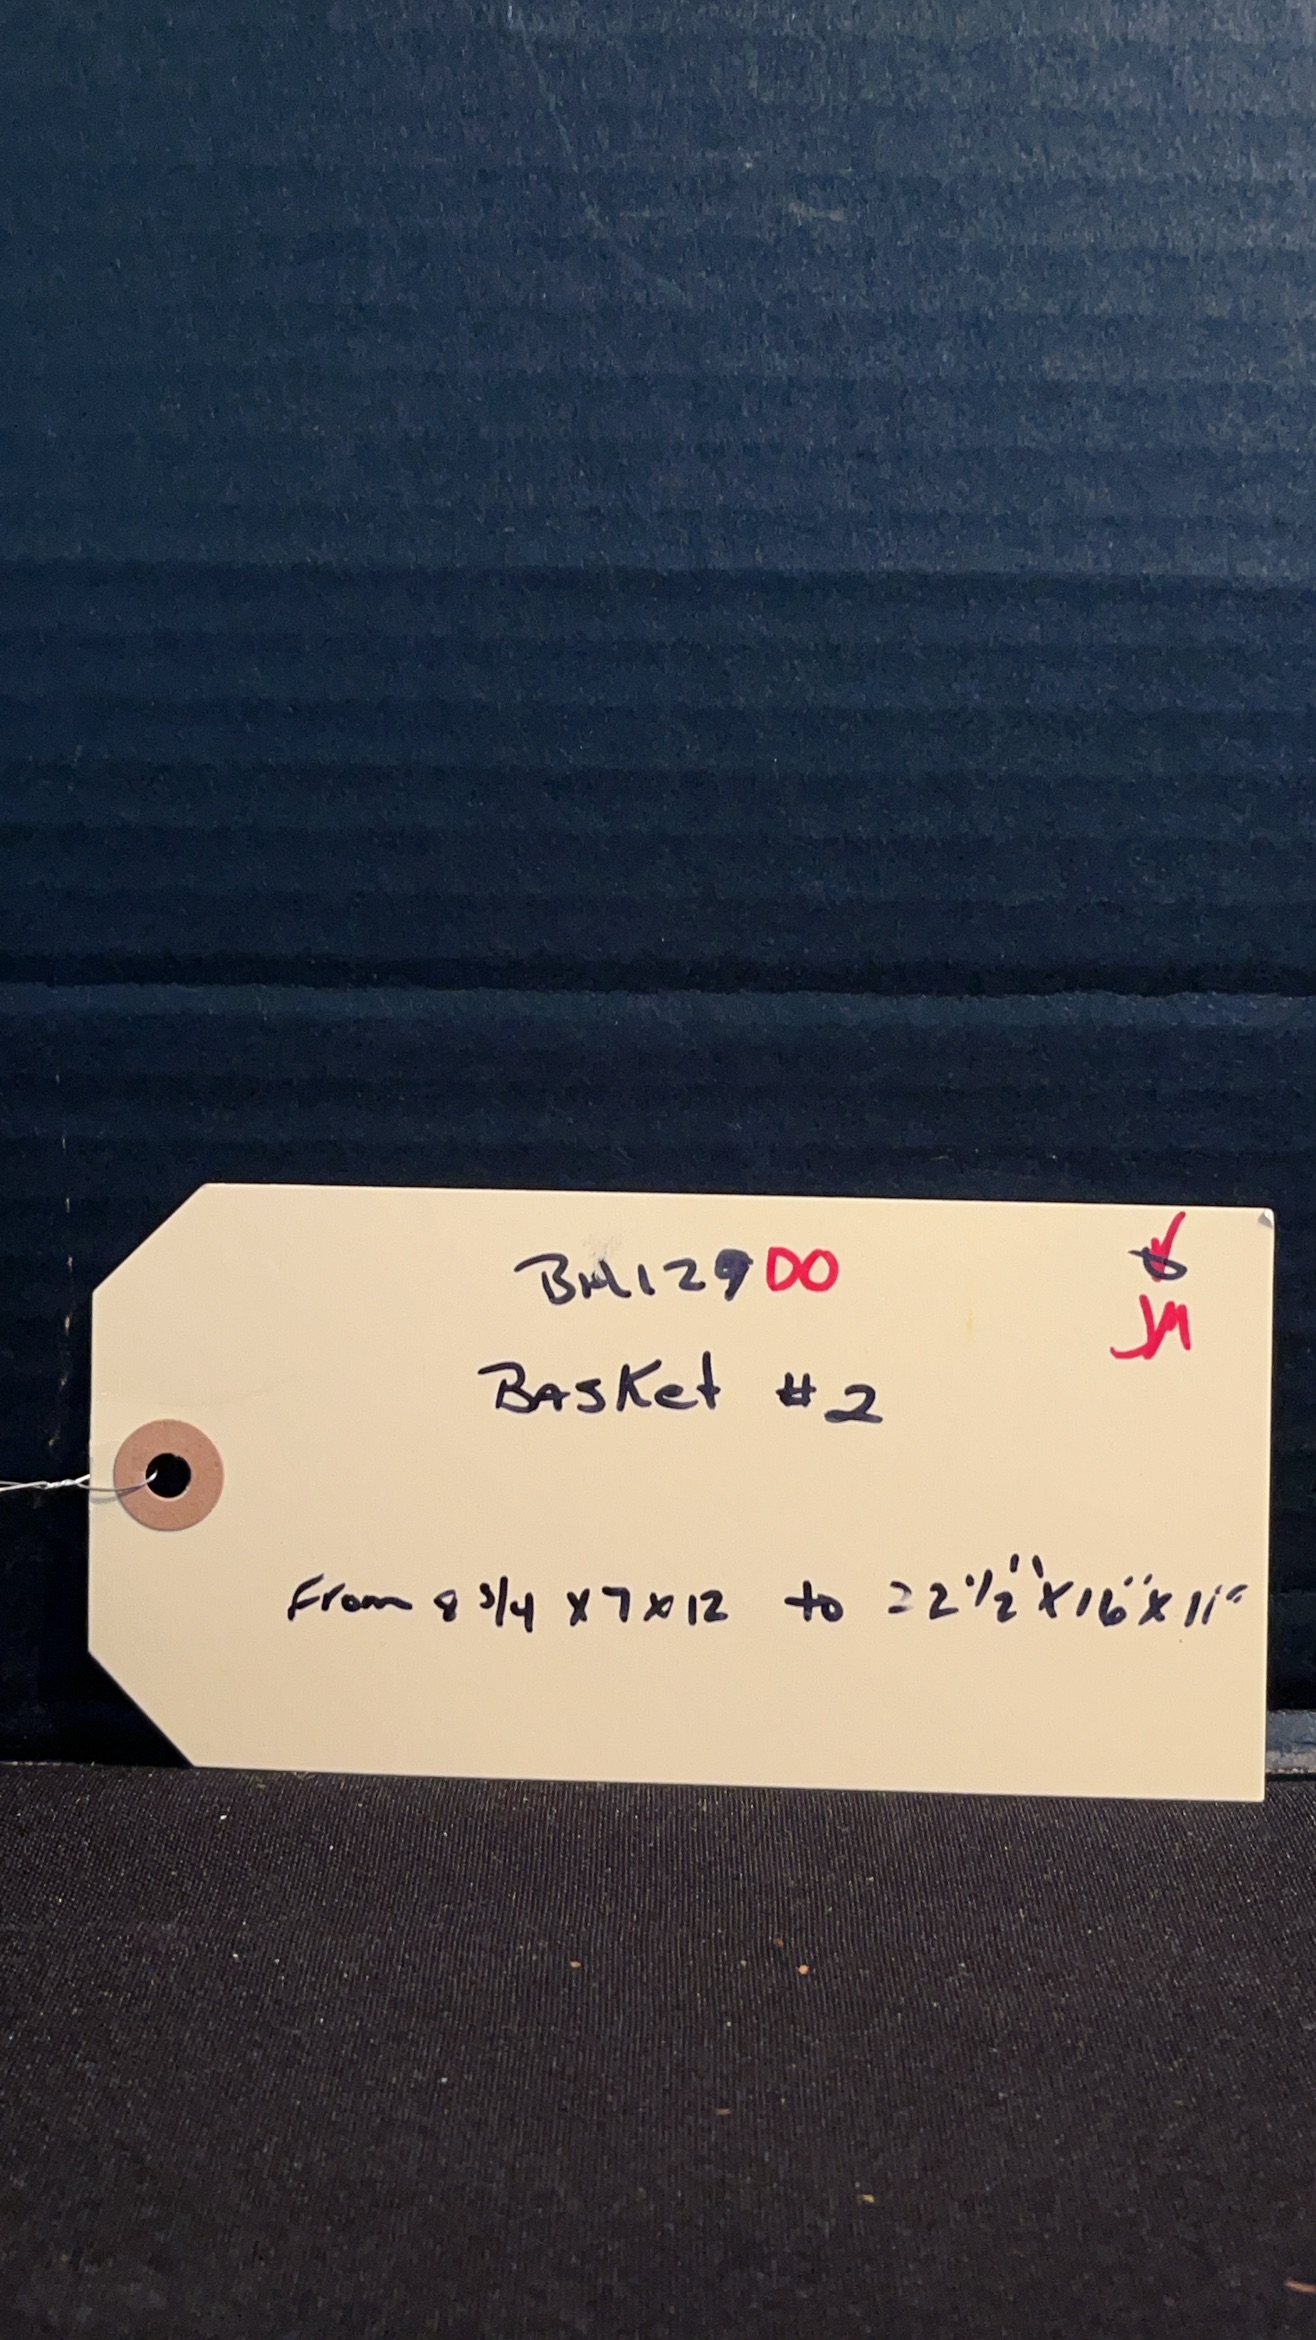 BM129DO
JM
BASKet #2
From 8 3/4 x 7 x 12 to 22 1/2" x 16" x 11"